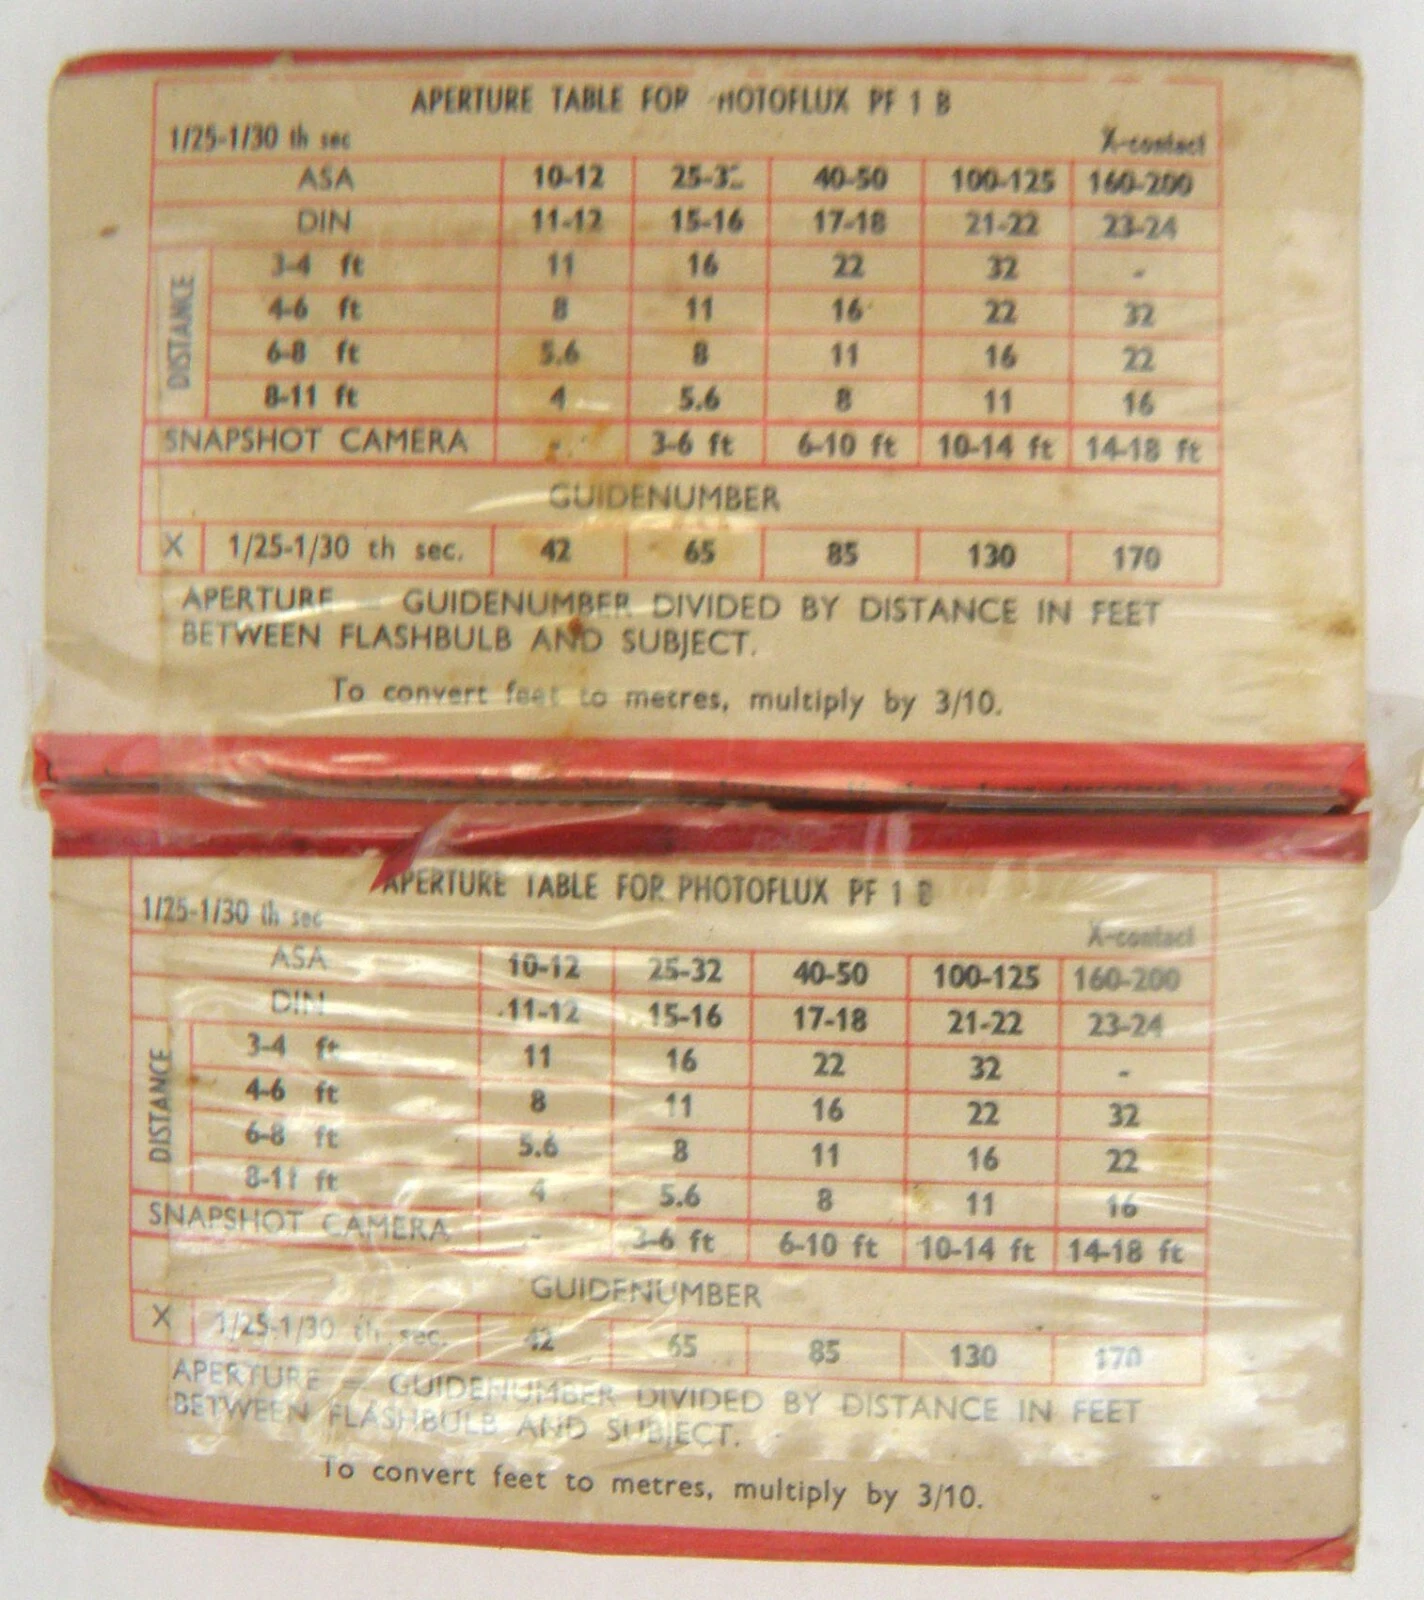 APERTURE TABLE FOR PHOTOFLUX PF 1 B
1/25-1/30 th sec X-contact
ASA 10-12 25-32 40-50 100-125 160-200
DIN 11-12 15-16 17-18 21-22 23-24
DISTANCE
3-4 ft 11 16 22 32 -
4-6 ft 8 11 16 22 32
6-8 ft 5.6 8 11 16 22
8-11 ft 4 5.6 8 11 16
SNAPSHOT CAMERA - 3-6 ft 6-10 ft 10-14 ft 14-18 ft
GUIDENUMBER
X 1/25-1/30 th sec. 42 65 85 130 170
APERTURE = GUIDENUMBER DIVIDED BY DISTANCE IN FEET
BETWEEN FLASHBULB AND SUBJECT.
To convert feet to metres, multiply by 3/10.
APERTURE TABLE FOR PHOTOFLUX PF 1 B
1/25-1/30 th sec X-contact
ASA 10-12 25-32 40-50 100-125 160-200
DIN 11-12 15-16 17-18 21-22 23-24
DISTANCE
3-4 ft 11 16 22 32 -
4-6 ft 8 11 16 22 32
6-8 ft 5.6 8 11 16 22
8-11 ft 4 5.6 8 11 16
SNAPSHOT CAMERA - 3-6 ft 6-10 ft 10-14 ft 14-18 ft
GUIDENUMBER
X 1/25-1/30 th sec. 42 65 85 130 170
APERTURE = GUIDENUMBER DIVIDED BY DISTANCE IN FEET
BETWEEN FLASHBULB AND SUBJECT.
To convert feet to metres, multiply by 3/10.